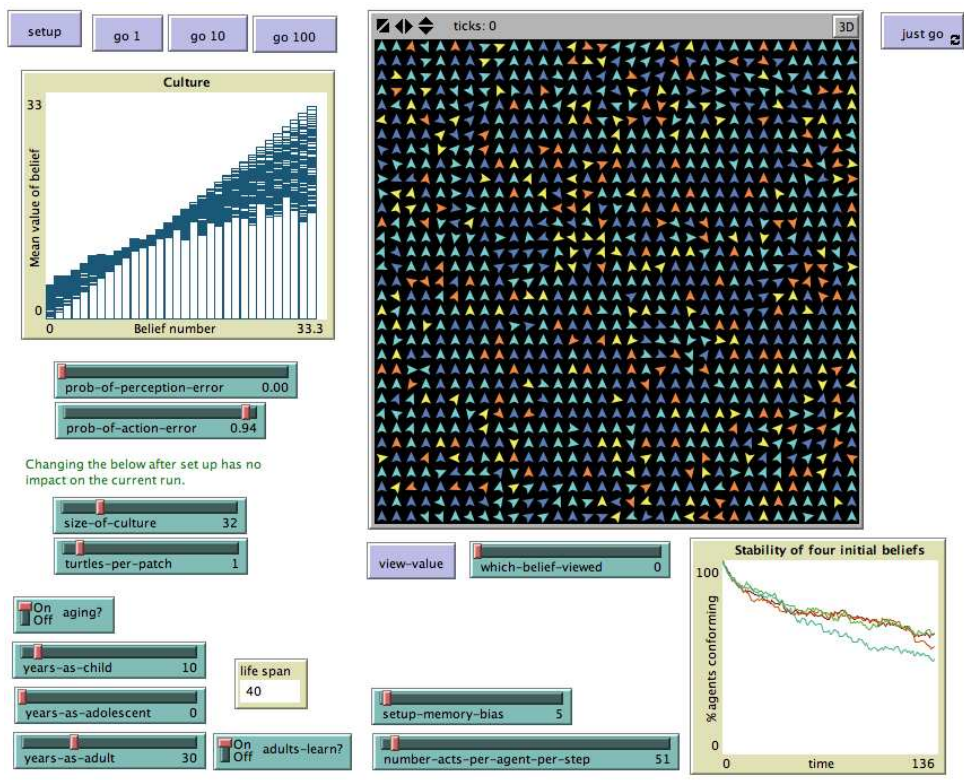 setup
go 1
go 10
go 100
ticks: 0
3D
just go
Culture
33
Mean value of belief
0
0
Belief number
33.3
prob-of-perception-error 0.00
prob-of-action-error 0.94
Changing the below after set up has no
impact on the current run.
size-of-culture 32
turtles-per-patch 1
view-value
which-belief-viewed 0
Stability of four initial beliefs
100
% agents conforming
0
0
time
136
On
Off
aging?
years-as-child 10
life span
40
years-as-adolescent 0
years-as-adult 30
On
Off
adults-learn?
setup-memory-bias 5
number-acts-per-agent-per-step 51